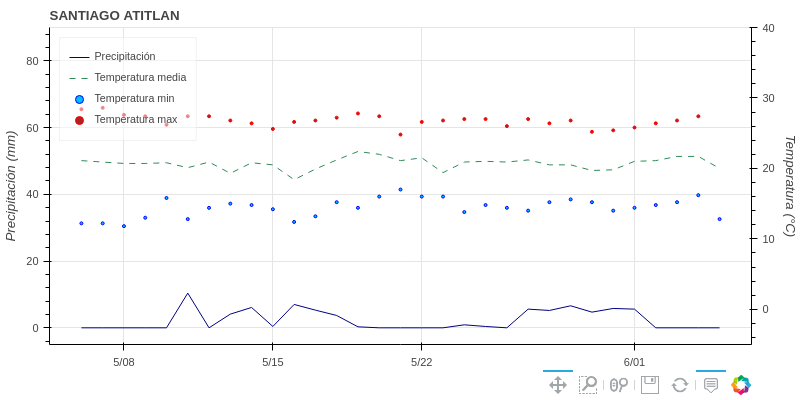 SANTIAGO ATITLAN
Precipitación
Temperatura media
Temperatura min
Temperatura max
Precipitación (mm)
80
60
40
20
0
Temperatura (°C)
40
30
20
10
0
5/08
5/15
5/22
6/01